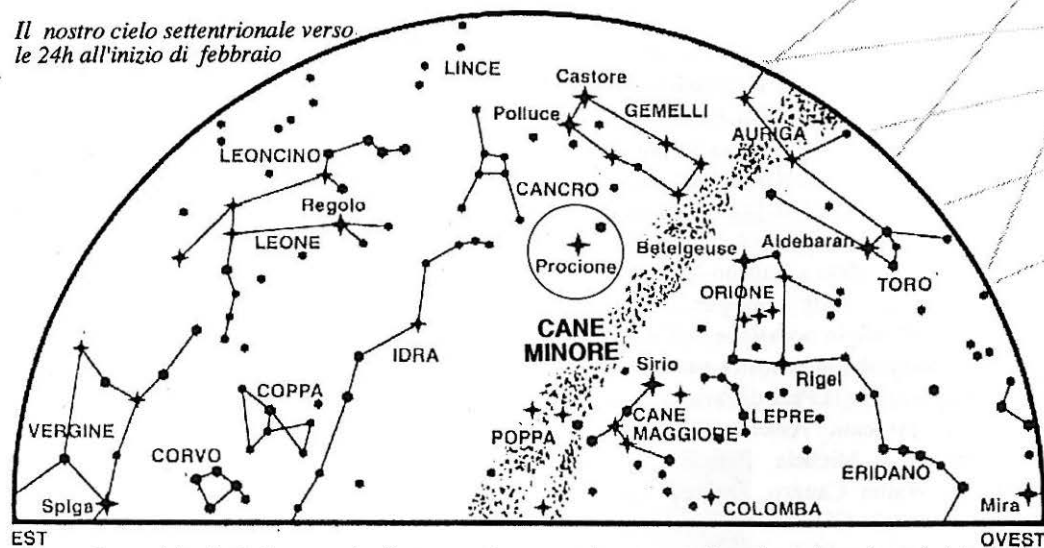 Il nostro cielo settentrionale verso
le 24h all'inizio di febbraio
LINCE
Castore
GEMELLI
Polluce
AURIGA
LEONCINO
CANCRO
Regolo
LEONE
Procione
Betelgeuse
Aldebaran
TORO
ORIONE
CANE
MINORE
IDRA
Sirio
Rigel
COPPA
LEPRE
CANE
MAGGIORE
VERGINE
POPPA
CORVO
ERIDANO
Spiga
COLOMBA
Mira
EST
OVEST